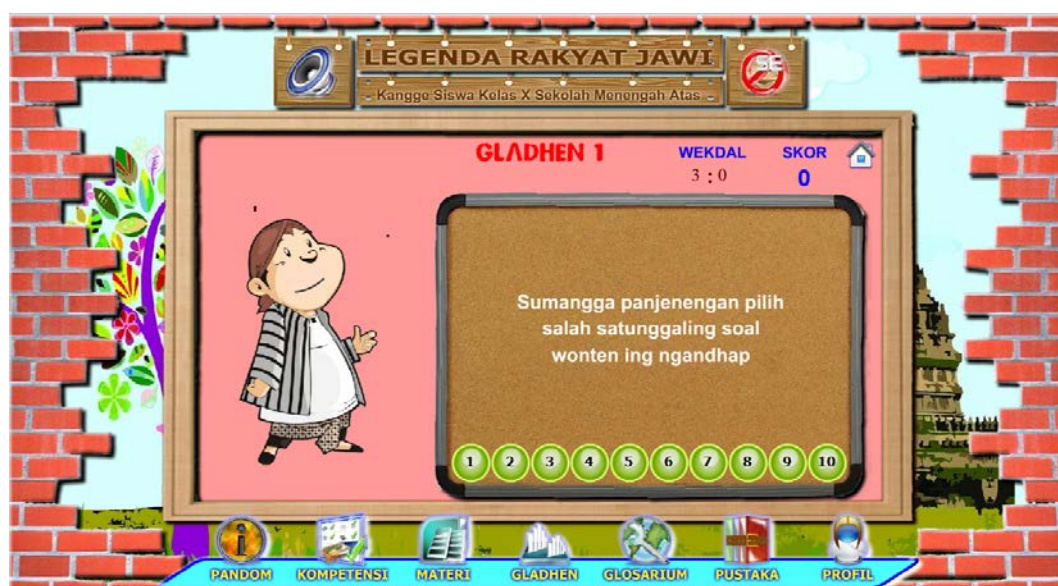 LEGENDA RAKYAT JAWI
SE
Kangge Siswa Kelas X Sekolah Menengah Atas
GLADHEN 1
WEKDAL
SKOR
3 : 0
0
Sumangga panjenengan pilih
salah satunggaling soal
wonten ing ngandhap
1 2 3 4 5 6 7 8 9 10
PANDOM KOMPETENSI MATERI GLADHEN GLOSARIUM PUSTAKA PROFIL